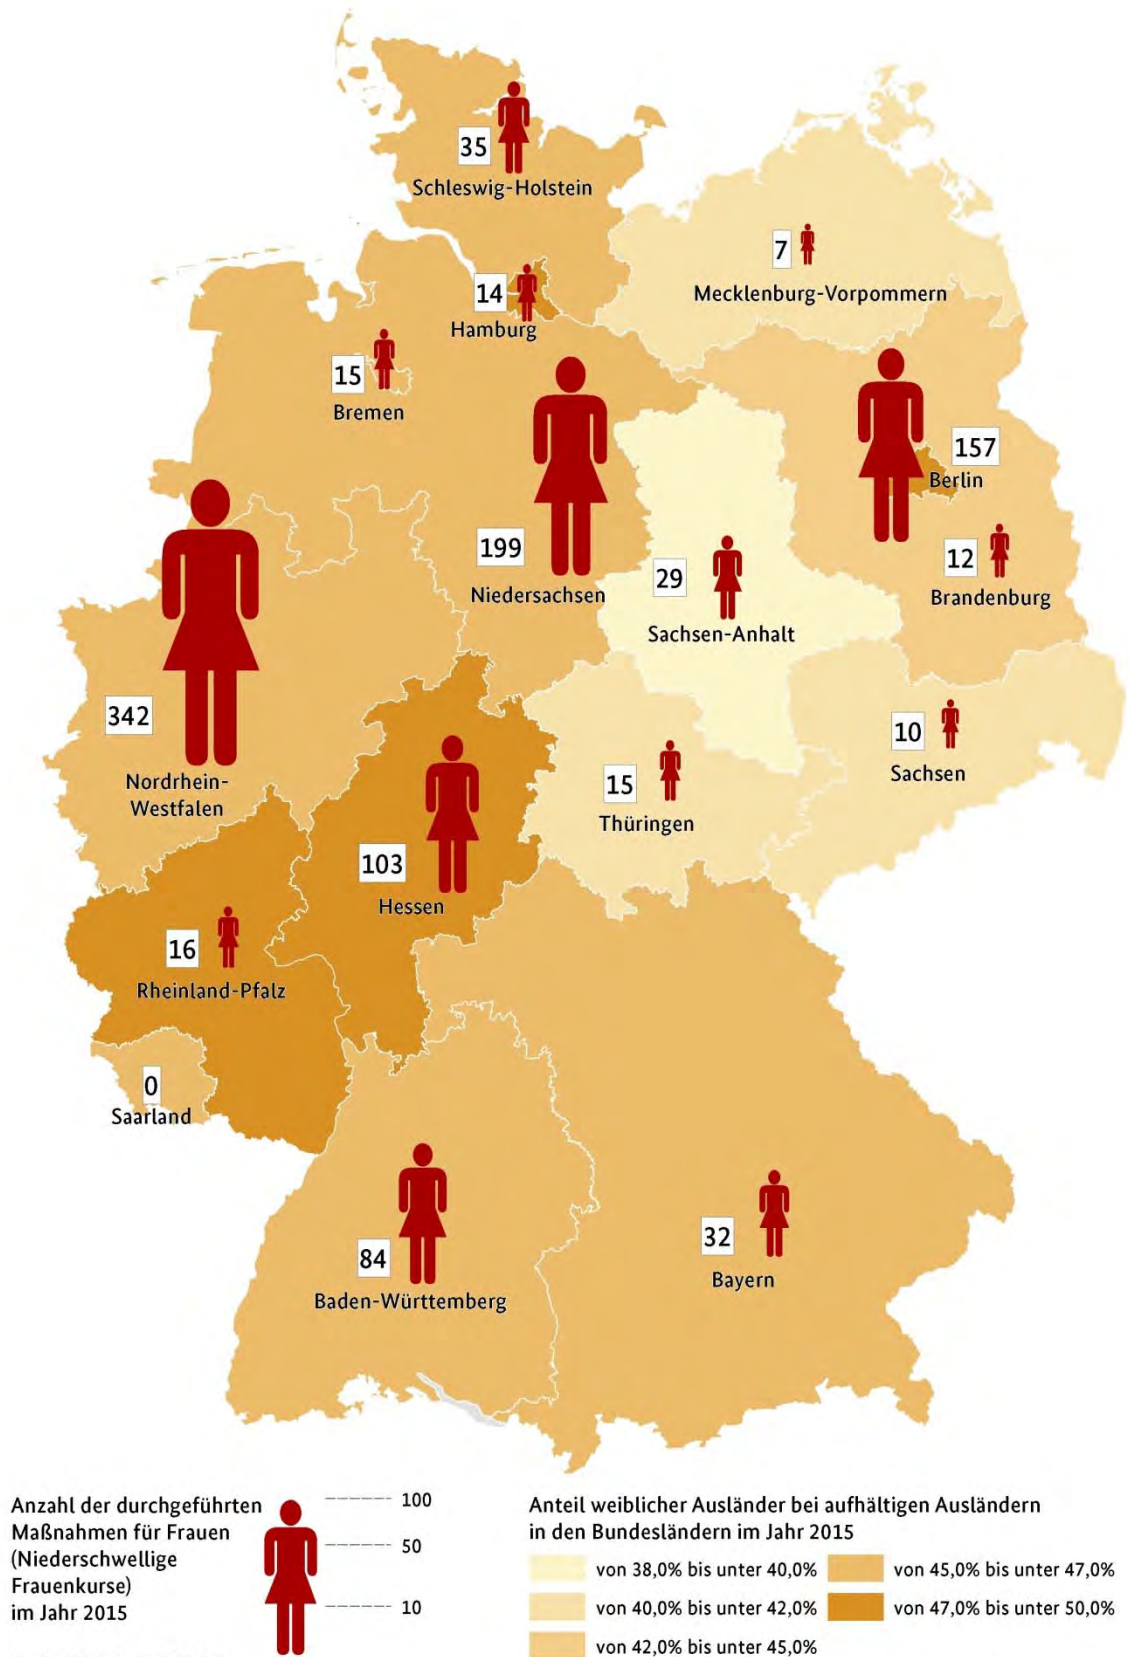 35
Schleswig-Holstein
7
Mecklenburg-Vorpommern
14
Hamburg
15
Bremen
157
Berlin
199
Niedersachsen
12
Brandenburg
29
Sachsen-Anhalt
342
Nordrhein-
Westfalen
10
Sachsen
15
Thüringen
103
Hessen
16
Rheinland-Pfalz
0
Saarland
84
Baden-Württemberg
32
Bayern
Anzahl der durchgeführten
Maßnahmen für Frauen
(Niederschwellige
Frauenkurse)
im Jahr 2015
100
50
10
Anteil weiblicher Ausländer bei aufhältigen Ausländern
in den Bundesländern im Jahr 2015
von 38,0% bis unter 40,0%
von 40,0% bis unter 42,0%
von 42,0% bis unter 45,0%
von 45,0% bis unter 47,0%
von 47,0% bis unter 50,0%